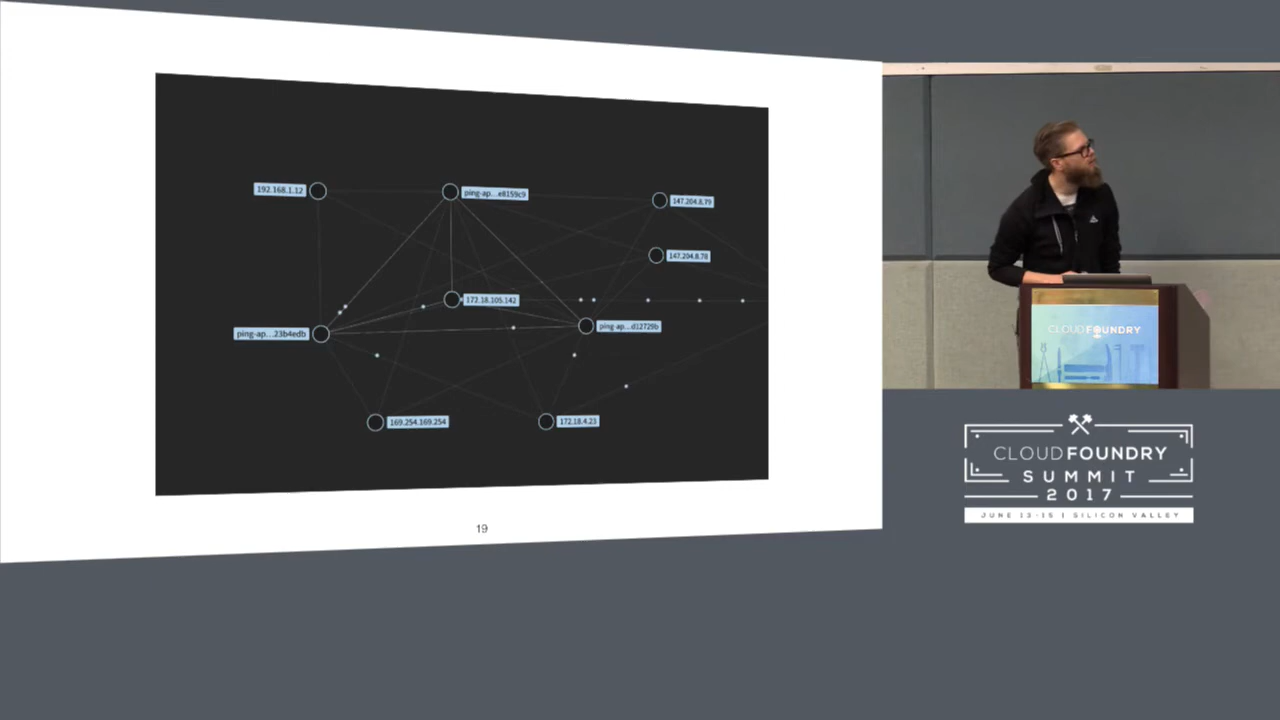 192.168.1.12
ping-ap...e8159c9
147.204.8.79
147.204.8.78
172.18.105.142
ping-ap...23b4edb
ping-ap...d12729b
169.254.169.254
172.18.4.23
19
CLOUD FOUNDRY
CLOUD FOUNDRY
SUMMIT
2017
JUNE 13-15 | SILICON VALLEY